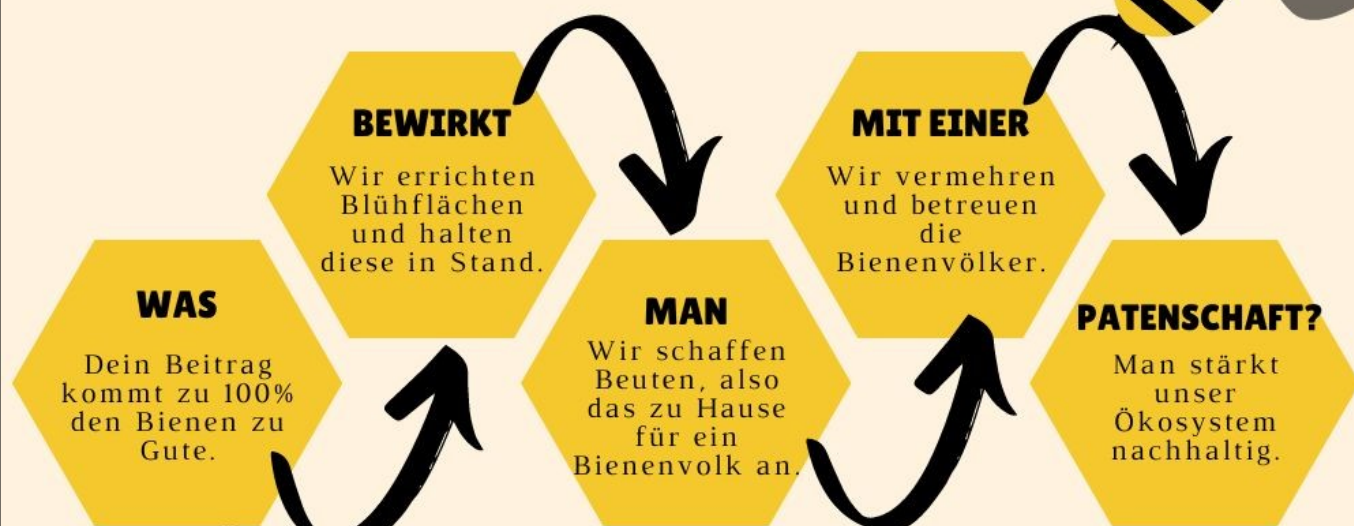 WAS
Dein Beitrag
kommt zu 100%
den Bienen zu
Gute.
BEWIRKT
Wir errichten
Blühflächen
und halten
diese in Stand.
MAN
Wir schaffen
Beuten, also
das zu Hause
für ein
Bienenvolk an.
MIT EINER
Wir vermehren
und betreuen
die
Bienenvölker.
PATENSCHAFT?
Man stärkt
unser
Ökosystem
nachhaltig.